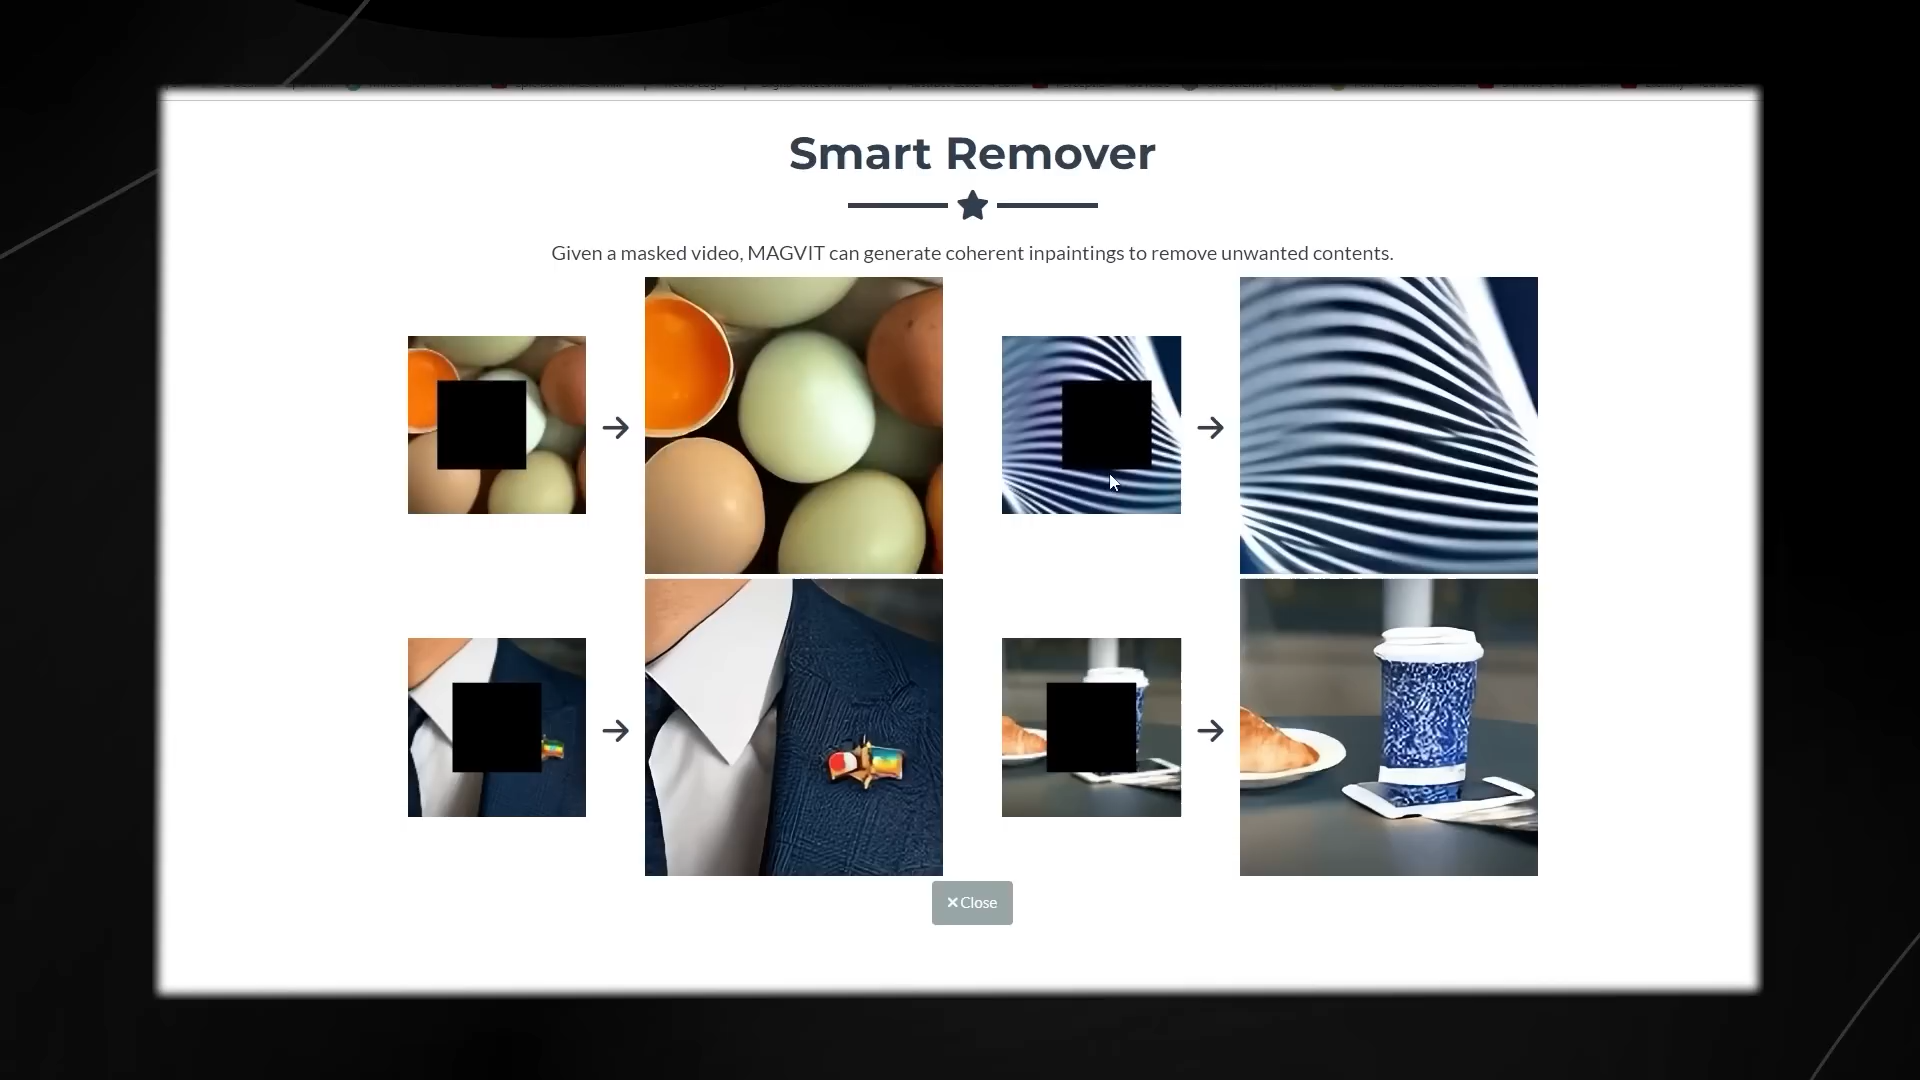 Smart Remover
Given a masked video, MAGVIT can generate coherent inpaintings to remove unwanted contents.
×Close